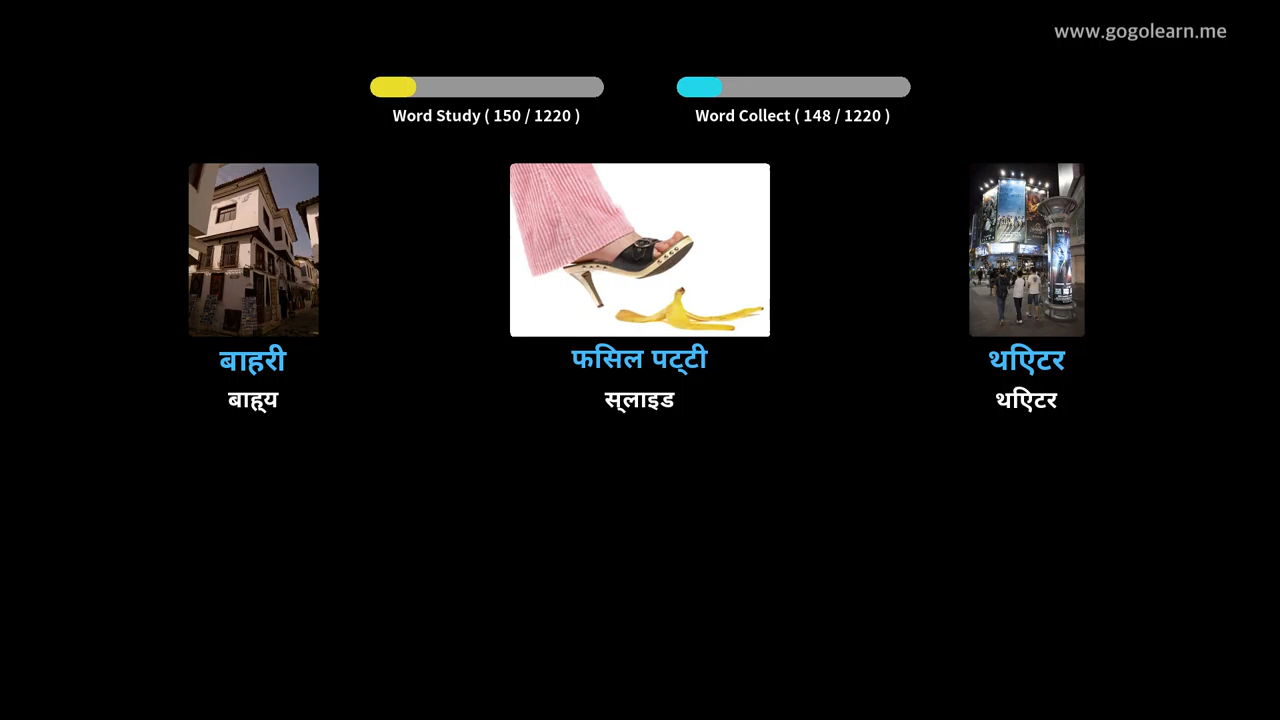 www.gogolearn.me
Word Study ( 150 / 1220 )
Word Collect ( 148 / 1220 )
बाहरी
फसिल पट्टी
थएिटर
बाह्य
स्लाइड
थएिटर